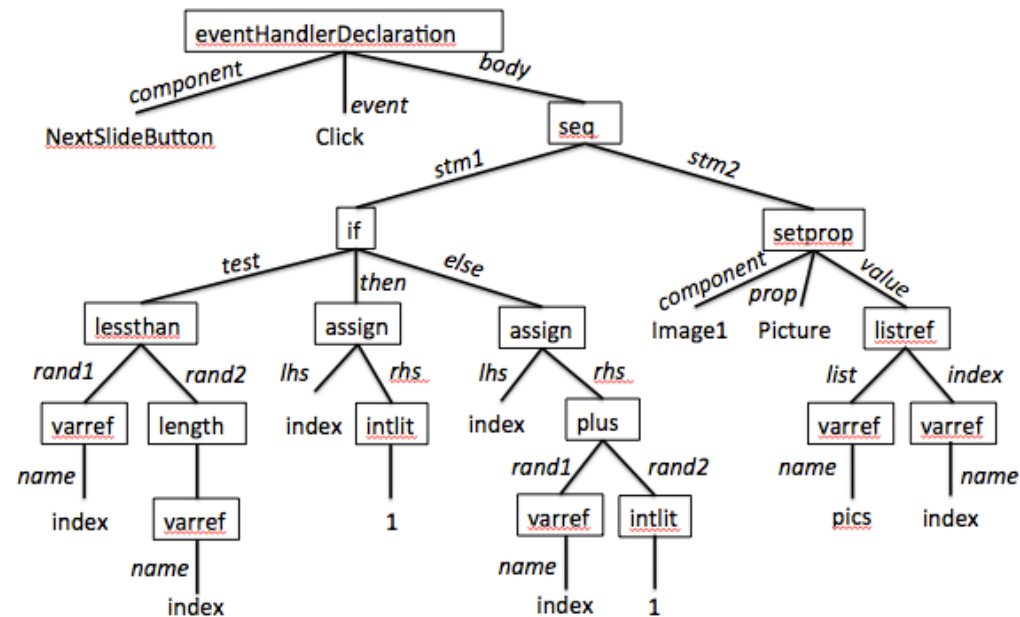 eventHandlerDeclaration
component
event
body
NextSlideButton
Click
seq
stm1
stm2
if
setprop
test
then
else
component
prop
value
lessthan
assign
assign
Image1
Picture
listref
rand1
rand2
lhs
rhs
lhs
rhs
list
index
varref
length
index
intlit
index
plus
varref
varref
name
rand1
rand2
name
name
index
varref
1
varref
intlit
pics
index
name
name
index
index
1